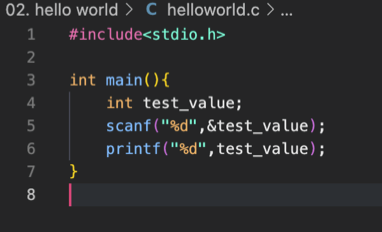 02. hello world > C helloworld.c > ...
1 #include<stdio.h>
2
3 int main(){
4 int test_value;
5 scanf("%d",&test_value);
6 printf("%d",test_value);
7 }
8